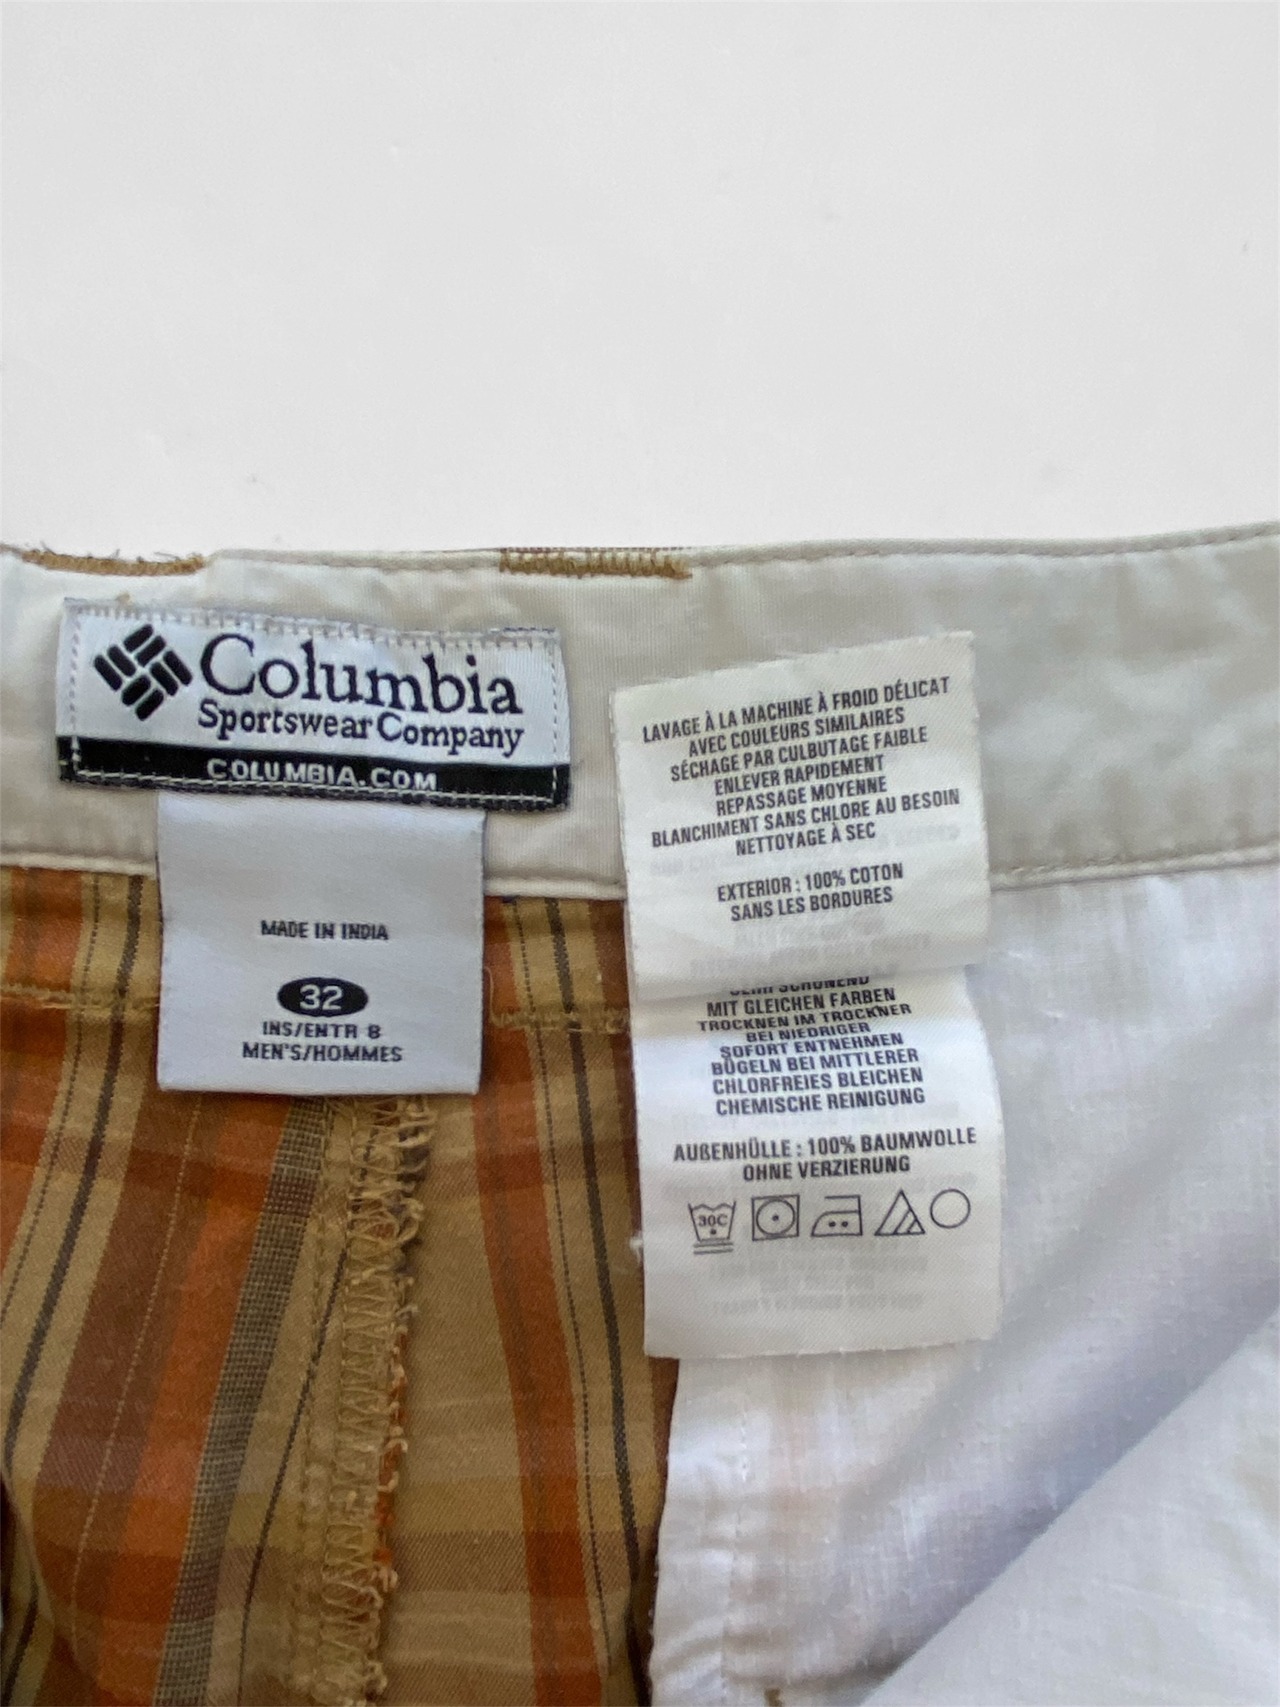 Columbia
Sportswear Company
COLUMBIA.COM
MADE IN INDIA
32
INS/ENTR 8
MEN'S/HOMMES
LAVAGE À LA MACHINE À FROID DÉLICAT
AVEC COULEURS SIMILAIRES
SÉCHAGE PAR CULBUTAGE FAIBLE
ENLEVER RAPIDEMENT
REPASSAGE MOYENNE
BLANCHIMENT SANS CHLORE AU BESOIN
NETTOYAGE À SEC
EXTERIOR : 100% COTON
SANS LES BORDURES
SEHR SCHONEND
MIT GLEICHEN FARBEN
TROCKNEN IM TROCKNER
BEI NIEDRIGER
SOFORT ENTNEHMEN
BÜGELN BEI MITTLERER
CHLORFREIES BLEICHEN
CHEMISCHE REINIGUNG
AUßENHÜLLE : 100% BAUMWOLLE
OHNE VERZIERUNG
30C